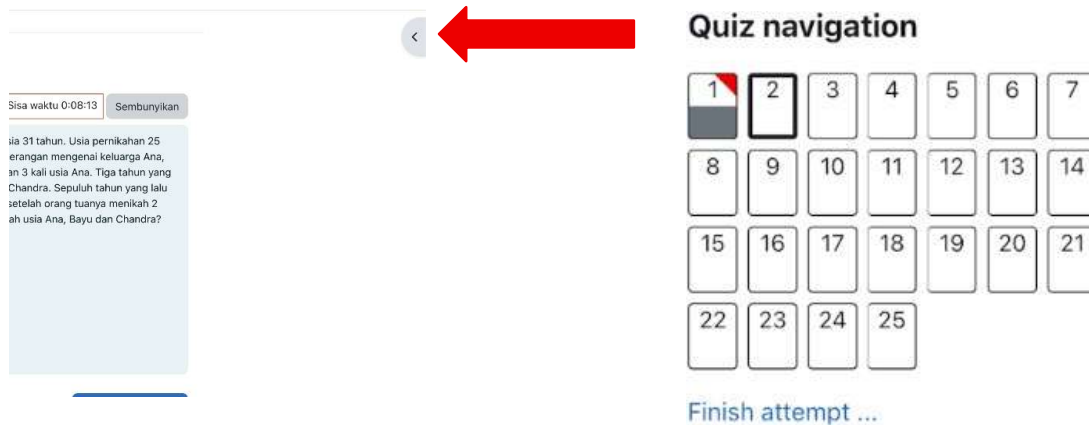 Sisa waktu 0:08:13 Sembunyikan
sia 31 tahun. Usia pernikahan 25
erangan mengenai keluarga Ana,
an 3 kali usia Ana. Tiga tahun yang
Chandra. Sepuluh tahun yang lalu
setelah orang tuanya menikah 2
ah usia Ana, Bayu dan Chandra?
Quiz navigation
1 2 3 4 5 6 7
8 9 10 11 12 13 14
15 16 17 18 19 20 21
22 23 24 25
Finish attempt ...